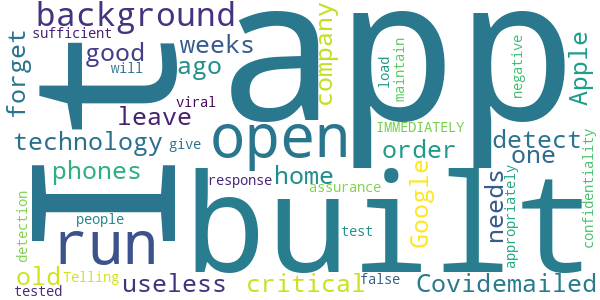 background
sufficient
forget
t
good
weeks
will
ago
viral
leave
technology
give
app
company
load
maintain
negative
Apple
IMMEDIATELY
open
order
detect
one
I
phones
home
response
assurance
people
run
built
test
Google
needs
appropriately
confidentiality
detection
old
Telling
tested
useless
critical
false
Covidemailed